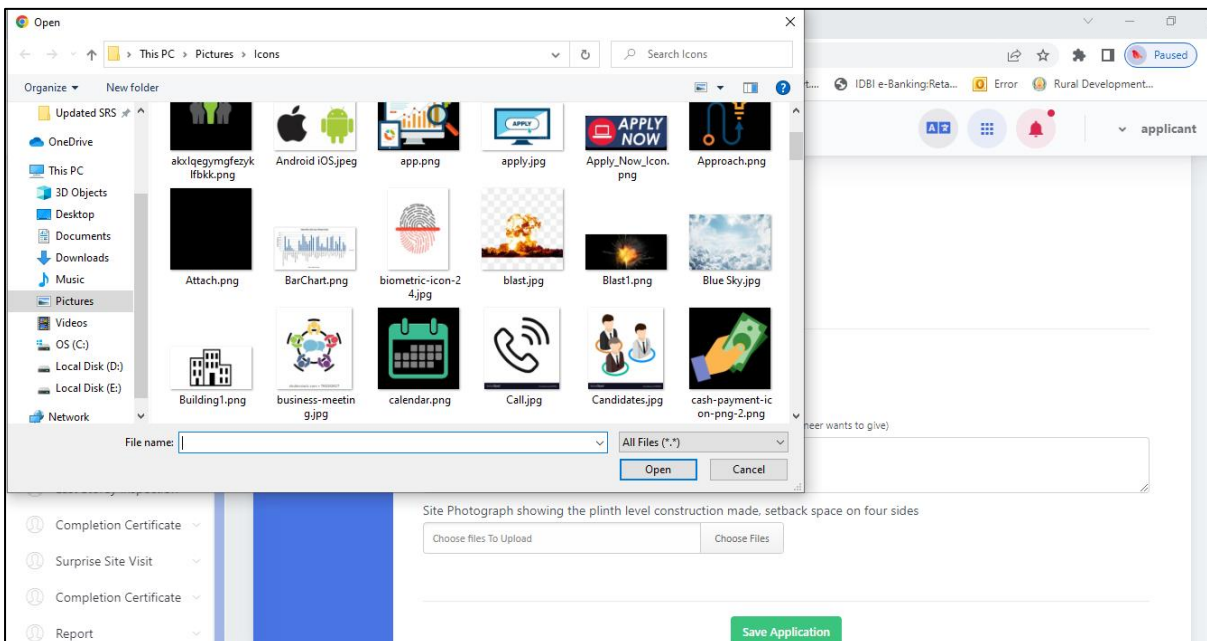 Open
This PC > Pictures > Icons
Search Icons
Paused
Organize
New folder
IDBI e-Banking:Reta...
Error
Rural Development...
Updated SRS
OneDrive
This PC
3D Objects
Desktop
Documents
Downloads
Music
Pictures
Videos
OS (C:)
Local Disk (D:)
Local Disk (E:)
Network
akxlqegymgfezyk
lfbkk.png
Android iOS.jpeg
app.png
APPLY
apply.jpg
APPLY
NOW
Apply_Now_Icon.
png
Approach.png
Attach.png
BarChart.png
biometric-icon-2
4.jpg
blast.jpg
Blast1.png
Blue Sky.jpg
Building1.png
business-meetin
g.jpg
calendar.png
Call.jpg
Candidates.jpg
cash-payment-ic
on-png-2.png
File name:
All Files (*.*)
Open
Cancel
applicant
neer wants to give)
Completion Certificate
Surprise Site Visit
Completion Certificate
Report
Site Photograph showing the plinth level construction made, setback space on four sides
Choose files To Upload
Choose Files
Save Application